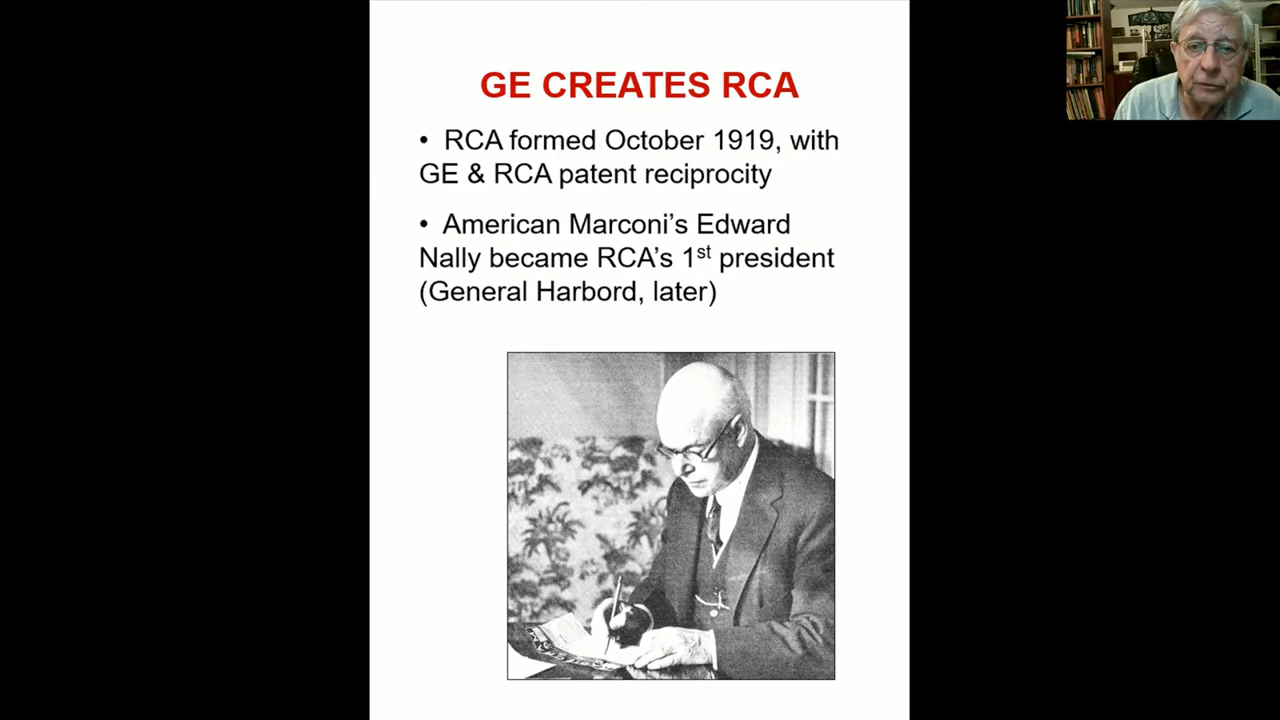 GE CREATES RCA
• RCA formed October 1919, with
GE & RCA patent reciprocity
• American Marconi’s Edward
Nally became RCA’s 1st president
(General Harbord, later)